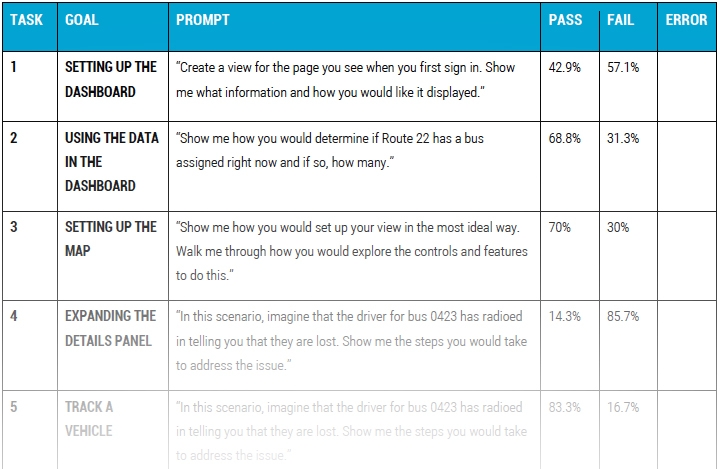 TASK GOAL PROMPT PASS FAIL ERROR
1 SETTING UP THE “Create a view for the page you see when you first sign in. Show 42.9% 57.1%
DASHBOARD me what information and how you would like it displayed.”
2 USING THE DATA “Show me how you would determine if Route 22 has a bus 68.8% 31.3%
IN THE assigned right now and if so, how many.“
DASHBOARD
3 SETTING UP THE “Show me how you would set up your view in the most ideal way. 70% 30%
MAP Walk me through how you would explore the controls and features
to do this.”
4 EXPANDING THE “In this scenario, imagine that the driver for bus 0423 has radioed 14.3% 85.7%
DETAILS PANEL in telling you that they are lost. Show me the steps you would take
to address the issue.”
5 TRACK A “In this scenario, imagine that the driver for bus 0423 has radioed 83.3% 16.7%
VEHICLE in telling you that they are lost. Show me the steps you would take
to address the issue.”